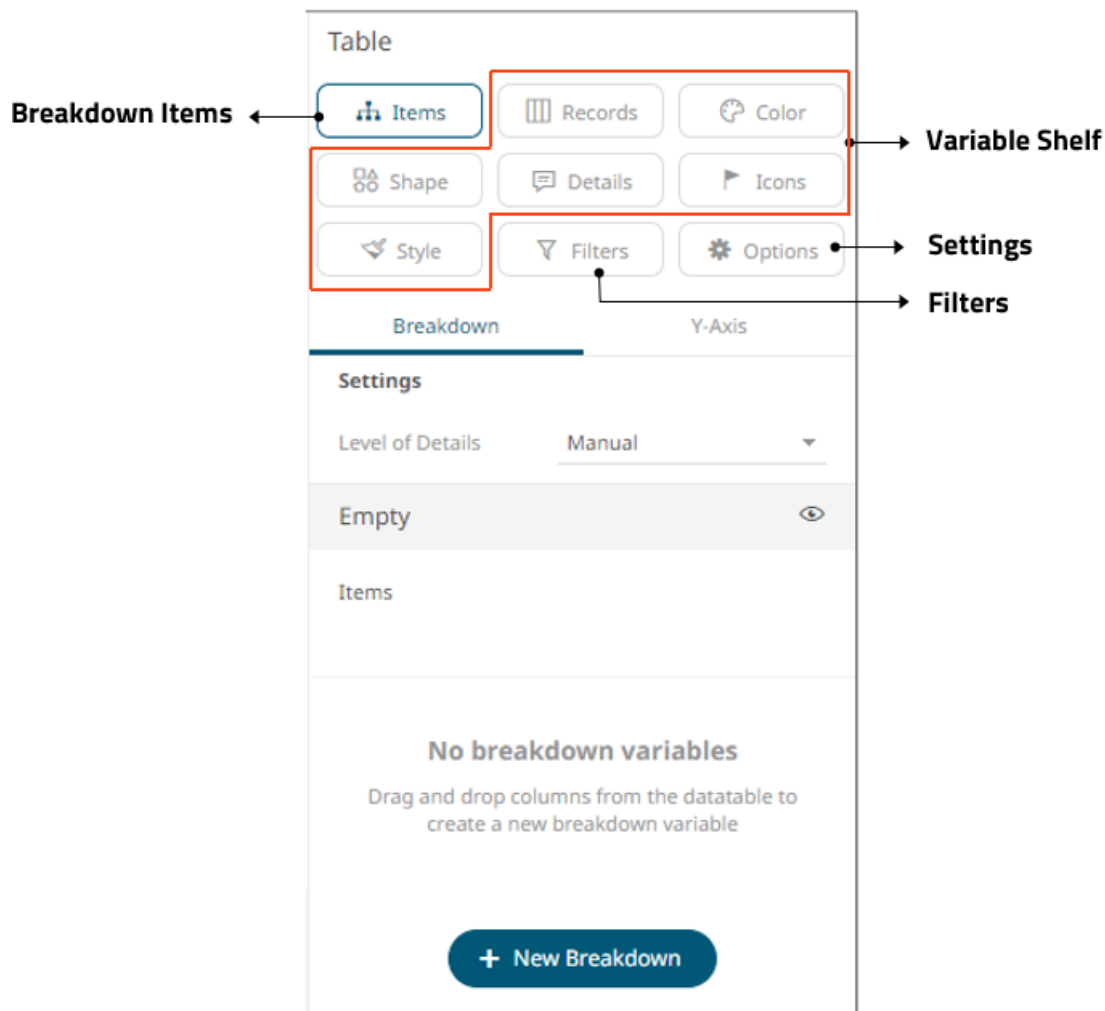 Table
Breakdown Items
Items
Records
Color
Variable Shelf
Shape
Details
Icons
Style
Filters
Options
Settings
Filters
Breakdown
Y-Axis
Settings
Level of Details
Manual
Empty
Items
No breakdown variables
Drag and drop columns from the datatable to
create a new breakdown variable
+ New Breakdown